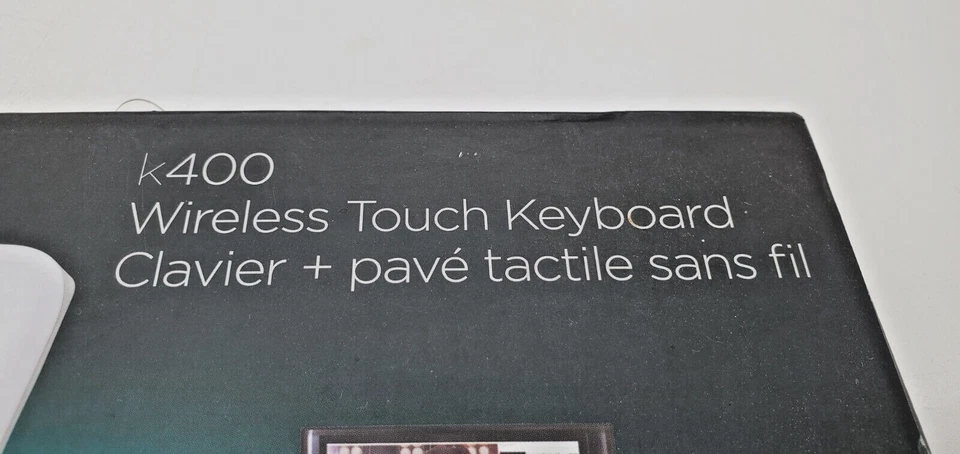 k400
Wireless Touch Keyboard
Clavier + pavé tactile sans fil